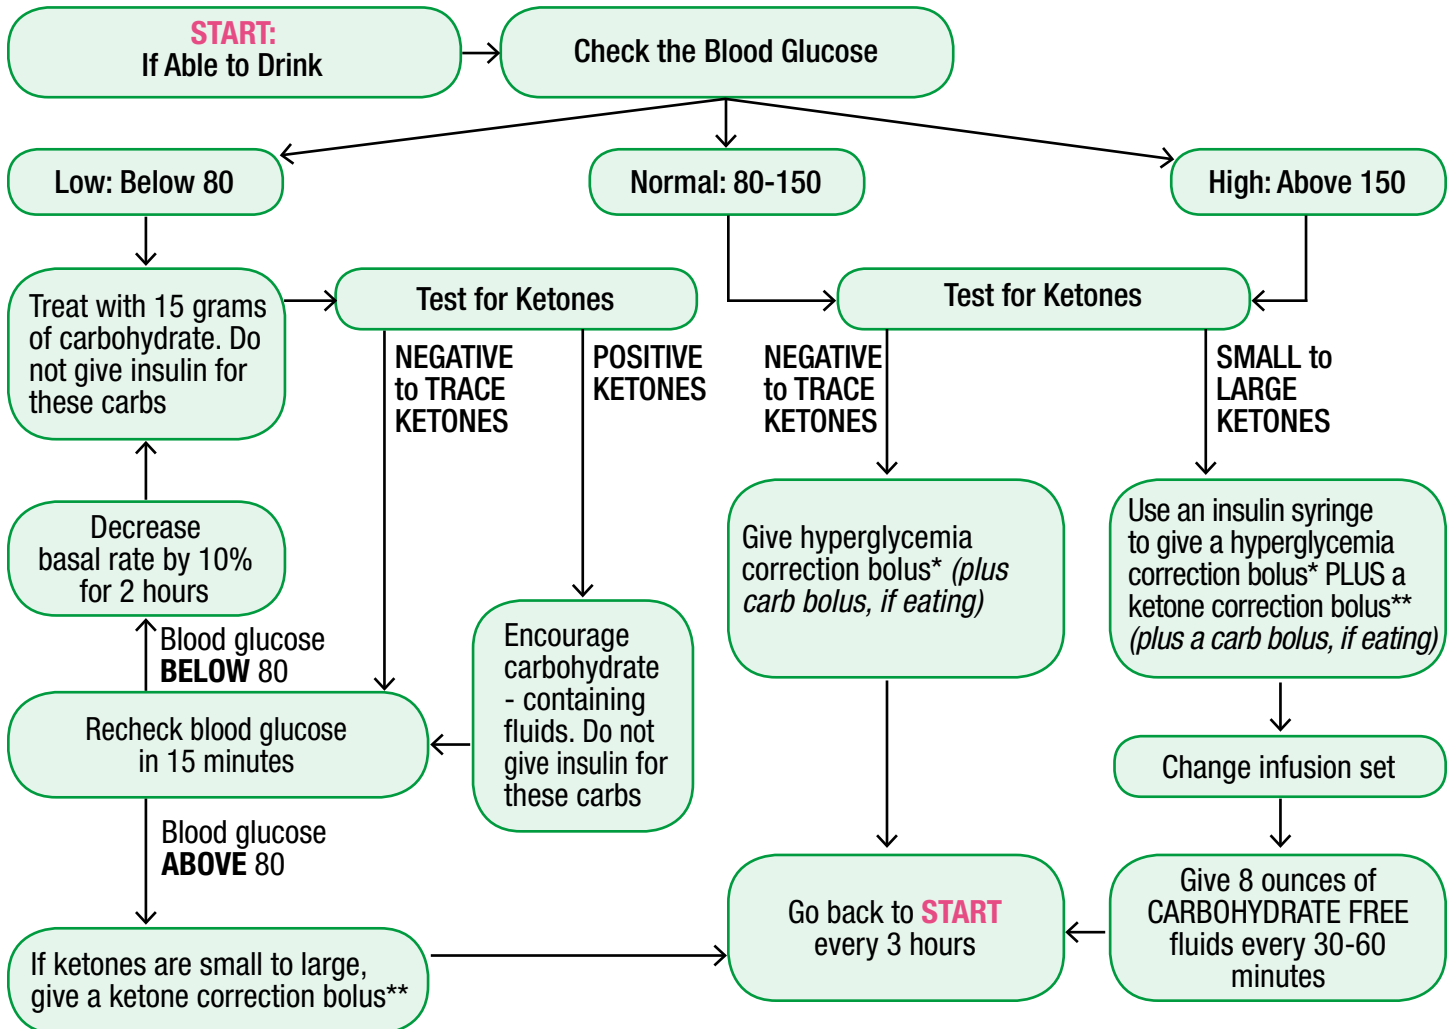 START:
If Able to Drink
Check the Blood Glucose
Low: Below 80
Normal: 80-150
High: Above 150
Treat with 15 grams
of carbohydrate. Do
not give insulin for
these carbs
Test for Ketones
Test for Ketones
NEGATIVE
to TRACE
KETONES
POSITIVE
KETONES
NEGATIVE
to TRACE
KETONES
SMALL to
LARGE
KETONES
Decrease
basal rate by 10%
for 2 hours
Give hyperglycemia
correction bolus* (plus
carb bolus, if eating)
Use an insulin syringe
to give a hyperglycemia
correction bolus* PLUS a
ketone correction bolus**
(plus a carb bolus, if eating)
Blood glucose
BELOW 80
Encourage
carbohydrate
- containing
fluids. Do not
give insulin for
these carbs
Recheck blood glucose
in 15 minutes
Change infusion set
Blood glucose
ABOVE 80
Give 8 ounces of
CARBOHYDRATE FREE
fluids every 30-60
minutes
Go back to START
every 3 hours
If ketones are small to large,
give a ketone correction bolus**